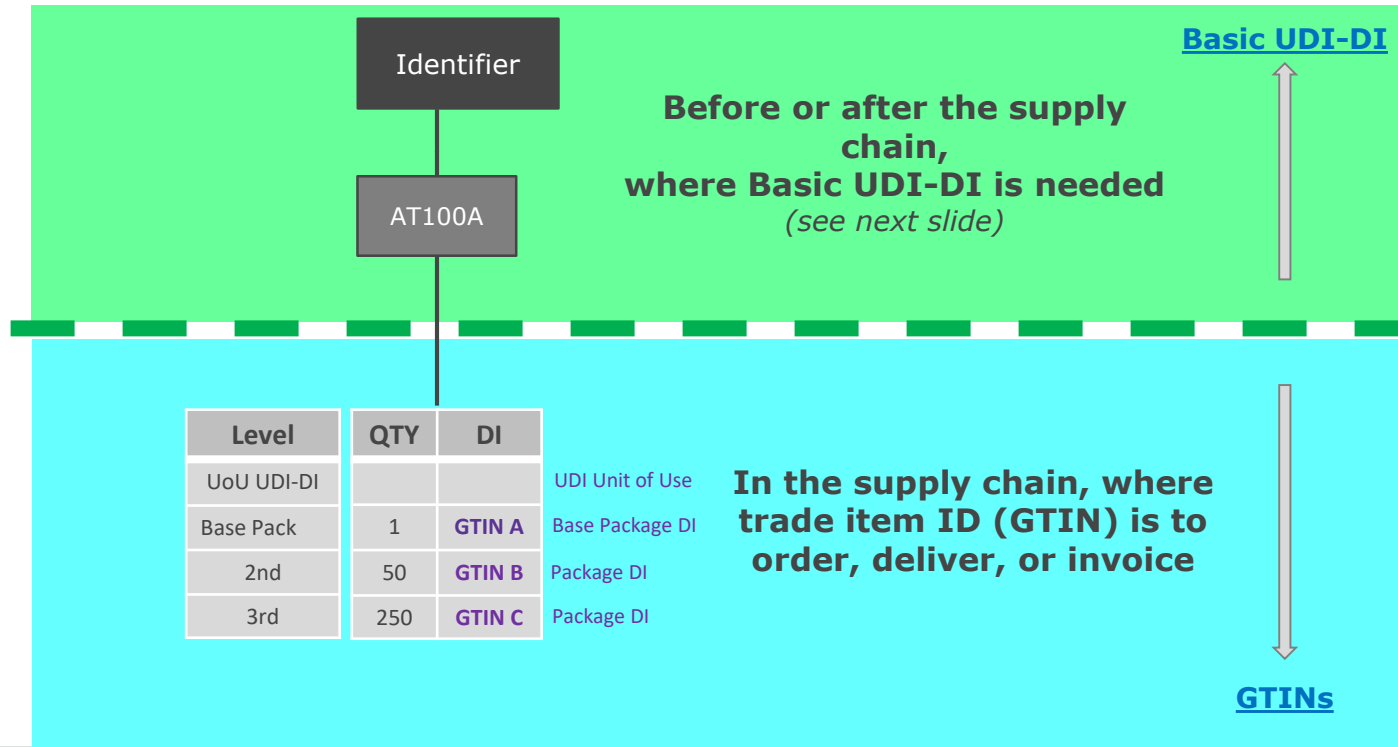 Basic UDI-DI
Identifier
Before or after the supply
chain,
where Basic UDI-DI is needed
(see next slide)
AT100A
Level QTY DI
UoU UDI-DI UDI Unit of Use
Base Pack 1 GTIN A Base Package DI
2nd 50 GTIN B Package DI
3rd 250 GTIN C Package DI
In the supply chain, where
trade item ID (GTIN) is to
order, deliver, or invoice
GTINs